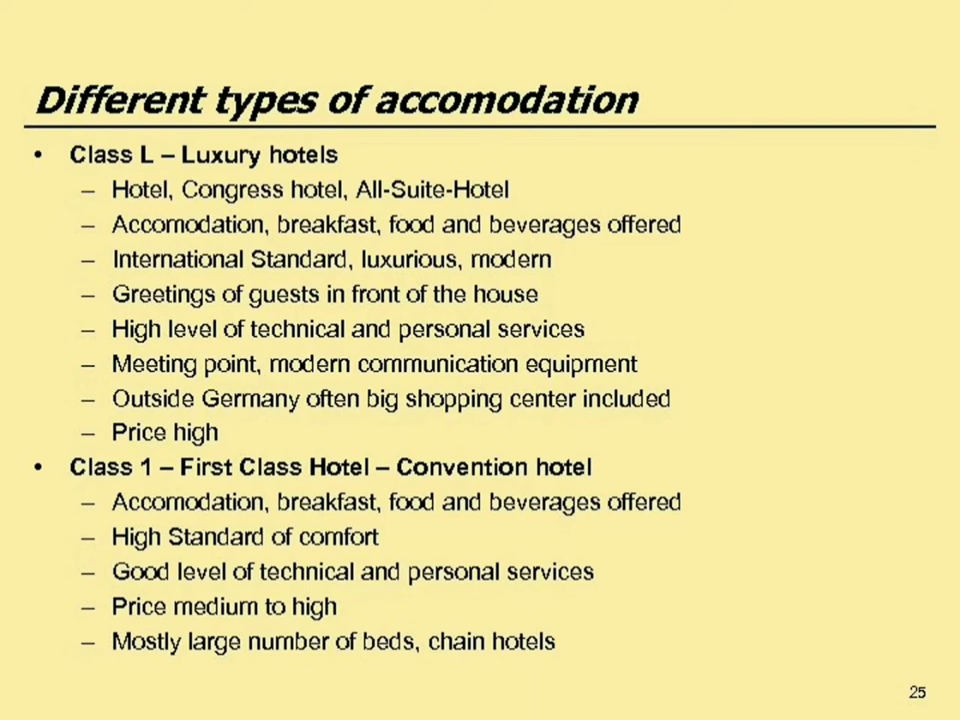 Different types of accomodation
• Class L – Luxury hotels
– Hotel, Congress hotel, All-Suite-Hotel
– Accomodation, breakfast, food and beverages offered
– International Standard, luxurious, modern
– Greetings of guests in front of the house
– High level of technical and personal services
– Meeting point, modern communication equipment
– Outside Germany often big shopping center included
– Price high
• Class 1 – First Class Hotel – Convention hotel
– Accomodation, breakfast, food and beverages offered
– High Standard of comfort
– Good level of technical and personal services
– Price medium to high
– Mostly large number of beds, chain hotels
25